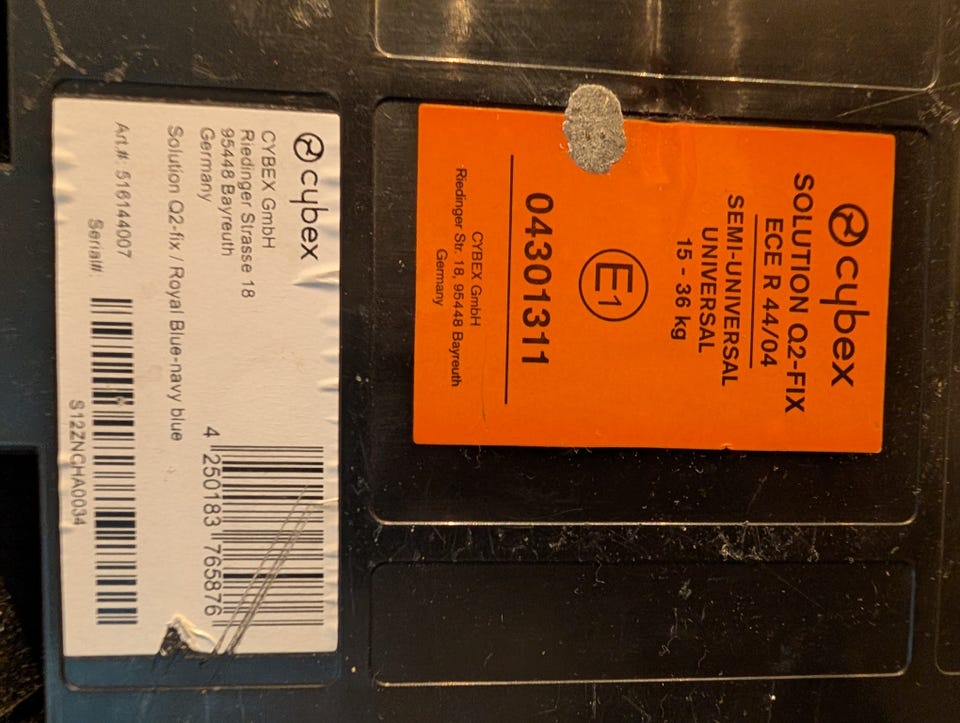 cybex
SOLUTION Q2-FIX
ECE R 44/04
SEMI-UNIVERSAL
UNIVERSAL
15 - 36 kg
E1
04301311
CYBEX GmbH
Riedinger Str. 18, 95448 Bayreuth
Germany
cybex
CYBEX GmbH
Riedinger Strasse 18
95448 Bayreuth
Germany
4 250183 765876
Solution Q2-fix / Royal Blue-navy blue
Art.#: 516144007
Serial#:
S12ZNCHA0034